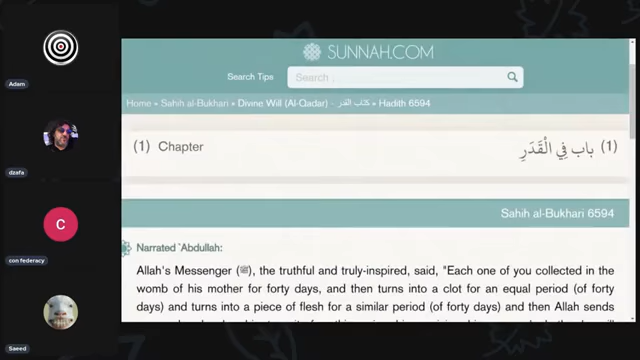 SUNNAH.COM
Search Tips
Search
Home » Sahih al-Bukhari » Divine Will (Al-Qadar) - كتاب القدر » Hadith 6594
(1) Chapter
(1) باب فِي الْقَدَرِ
Sahih al-Bukhari 6594
Narrated `Abdullah:
Allah's Messenger (ﷺ), the truthful and truly-inspired, said, "Each one of you collected in the
womb of his mother for forty days, and then turns into a clot for an equal period (of forty
days) and turns into a piece of flesh for a similar period (of forty days) and then Allah sends
Adam
dzafa
C
con federacy
Saeed